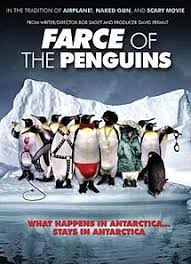 IN THE TRADITION OF AIRPLANE!, NAKED GUN, AND SCARY MOVIE
FARCE OF
THE PENGUINS
FROM WRITER/DIRECTOR BOB SAGET AND PRODUCER DAVID PERMUT
WHAT HAPPENS IN ANTARCTICA...
STAYS IN ANTARCTICA